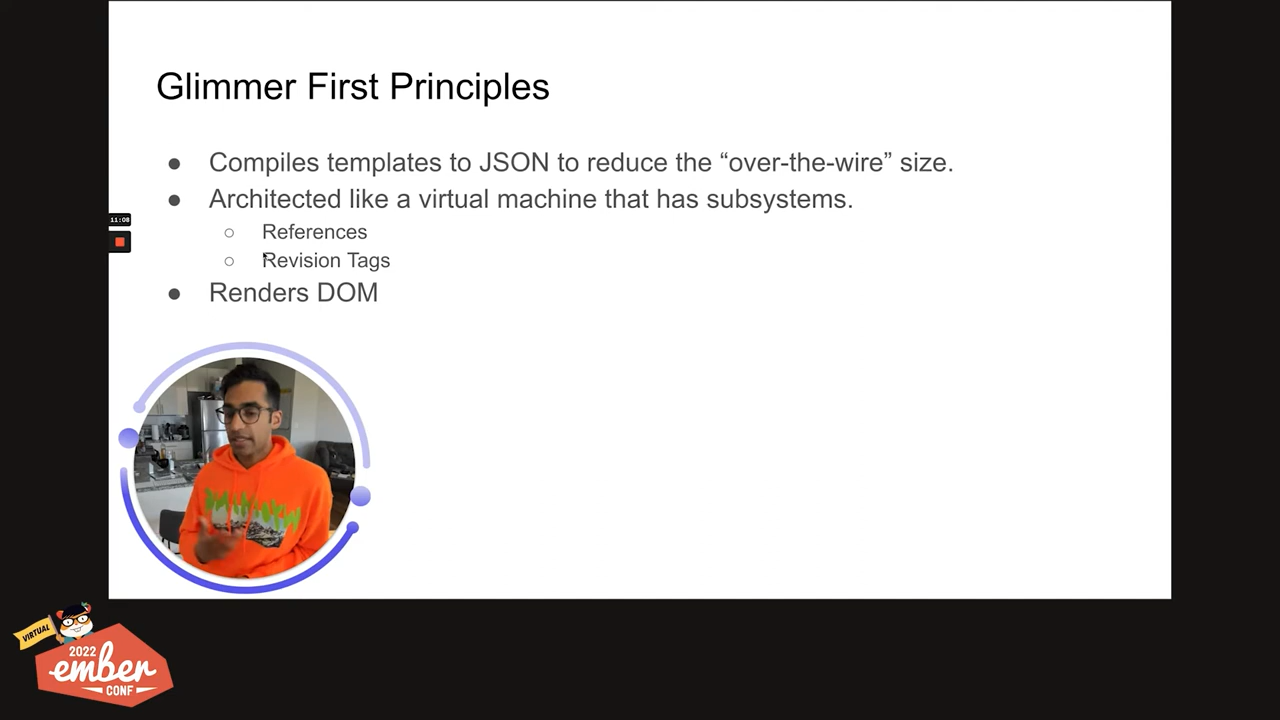 Glimmer First Principles
● Compiles templates to JSON to reduce the “over-the-wire” size.
● Architected like a virtual machine that has subsystems.
11:08
○ References
○ Revision Tags
● Renders DOM
VIRTUAL
2022
ember
CONF